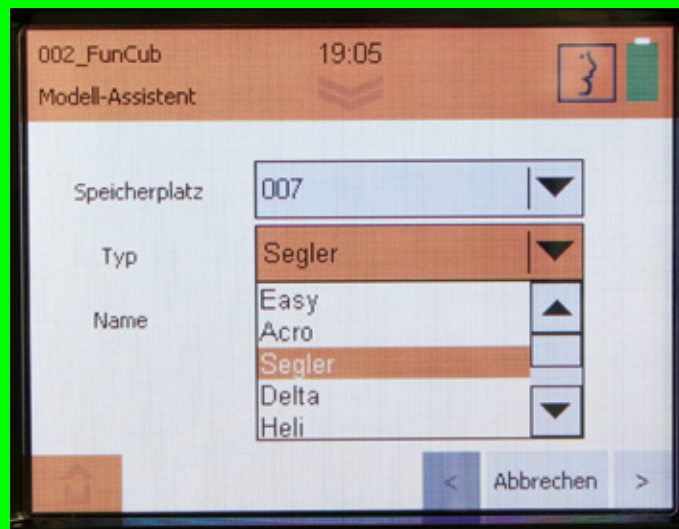 002_FunCub 19:05
Modell-Assistent
Speicherplatz 007
Typ Segler
Name
Easy
Acro
Segler
Delta
Heli
< Abbrechen >